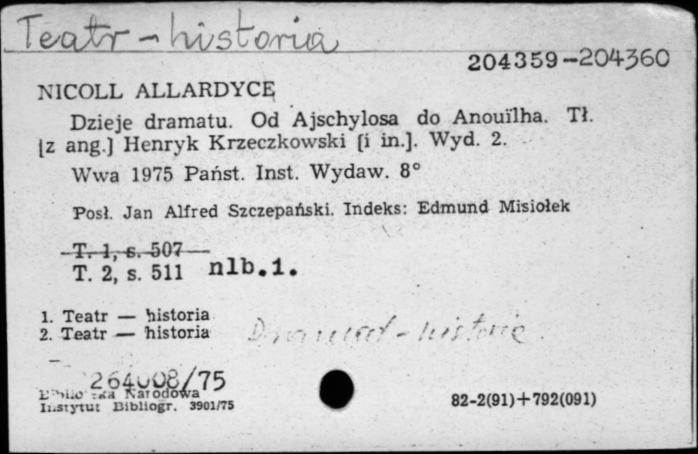 Teatr - historia
204359-204360
NICOLL ALLARDYCE
Dzieje dramatu. Od Ajschylosa do Anouïlha. Tł.
[z ang.] Henryk Krzeczkowski [i in.]. Wyd. 2.
Wwa 1975 Państ. Inst. Wydaw. 8°
Posł. Jan Alfred Szczepański. Indeks: Edmund Misiołek
T. 1, s. 507
T. 2, s. 511 nlb.1.
1. Teatr — historia
2. Teatr — historia
Dramat - historia
264008/75
Biblioteka Narodowa
Instytut Bibliogr. 3901/75
82-2(91)+792(091)